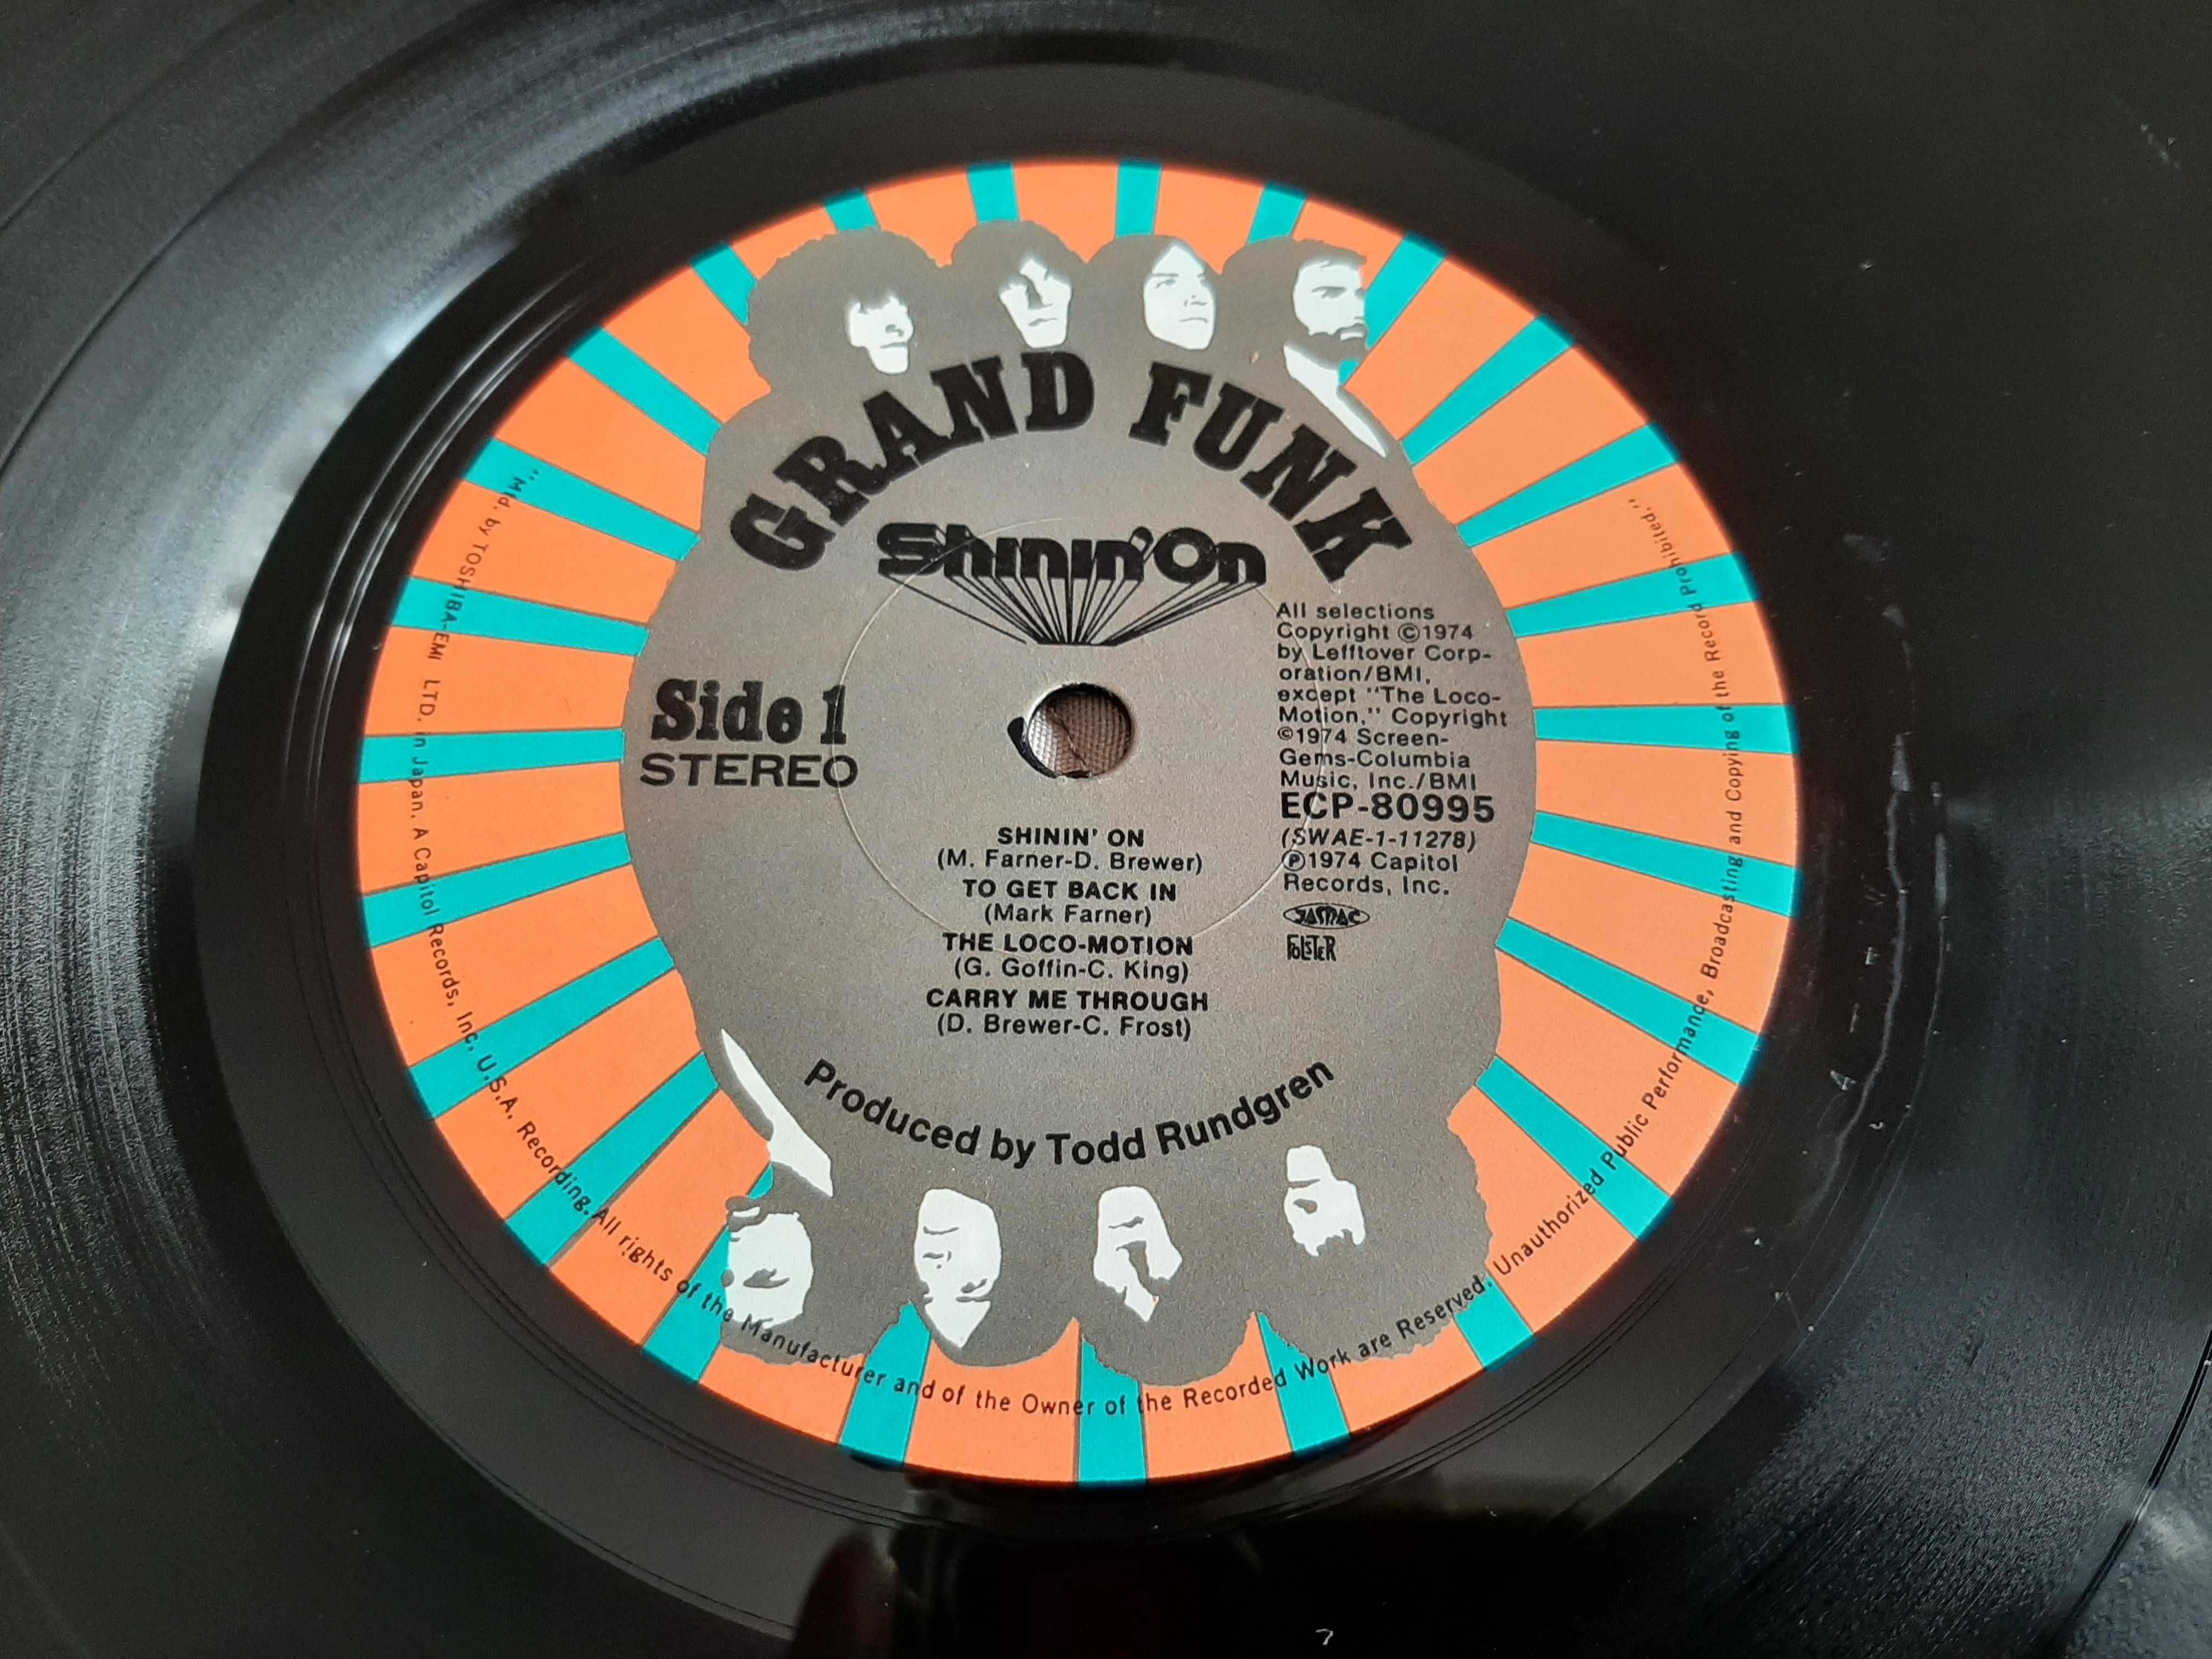 GRAND FUNK
Shinin' On
Side 1
STEREO
All selections
Copyright ©1974
by Lefftover Corp-
oration/BMI,
except "The Loco-
Motion," Copyright
©1974 Screen-
Gems-Columbia
Music, Inc./BMI
ECP-80995
(SWAE-1-11278)
Ⓟ1974 Capitol
Records, Inc.
JASRAC
FOLSTER
SHININ' ON
(M. Farner-D. Brewer)
TO GET BACK IN
(Mark Farner)
THE LOCO-MOTION
(G. Goffin-C. King)
CARRY ME THROUGH
(D. Brewer-C. Frost)
Produced by Todd Rundgren
"Mfd. by TOSHIBA-EMI LTD. in Japan. A Capitol Records, Inc. U.S.A. Recording. All rights of the Manufacturer and of the Owner of the Recorded Work are Reserved. Unauthorized Public Performance, Broadcasting and Copying of the Record Prohibited."